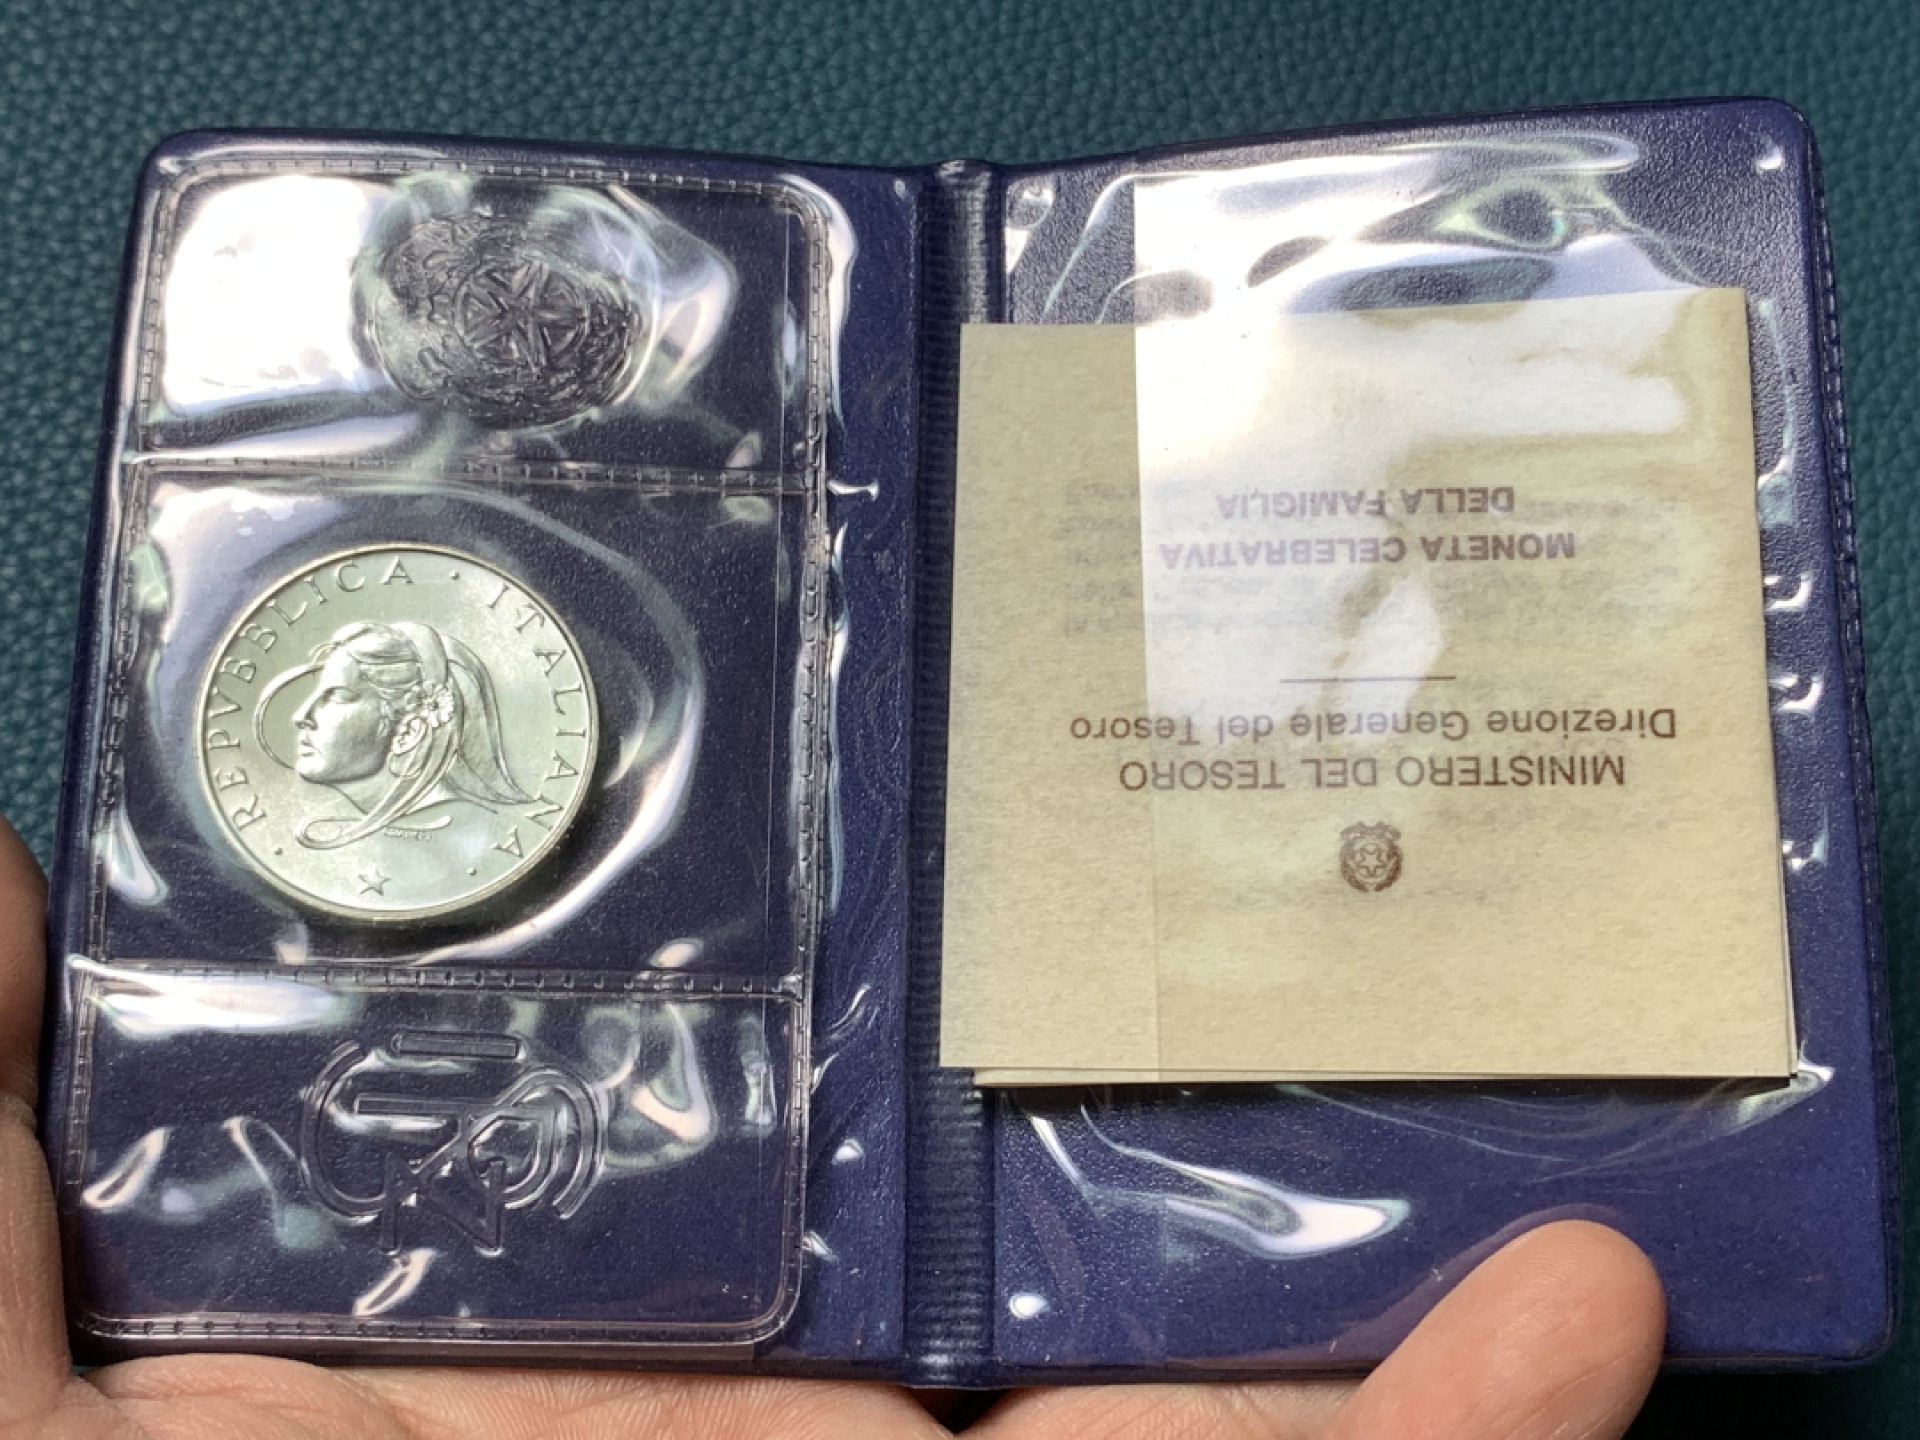 REPVBBLICA · ITALIANA
MINISTERO DEL TESORO
Direzione Generale del Tesoro
MONETA CELEBRATIVA
DELLA FAMIGLIA